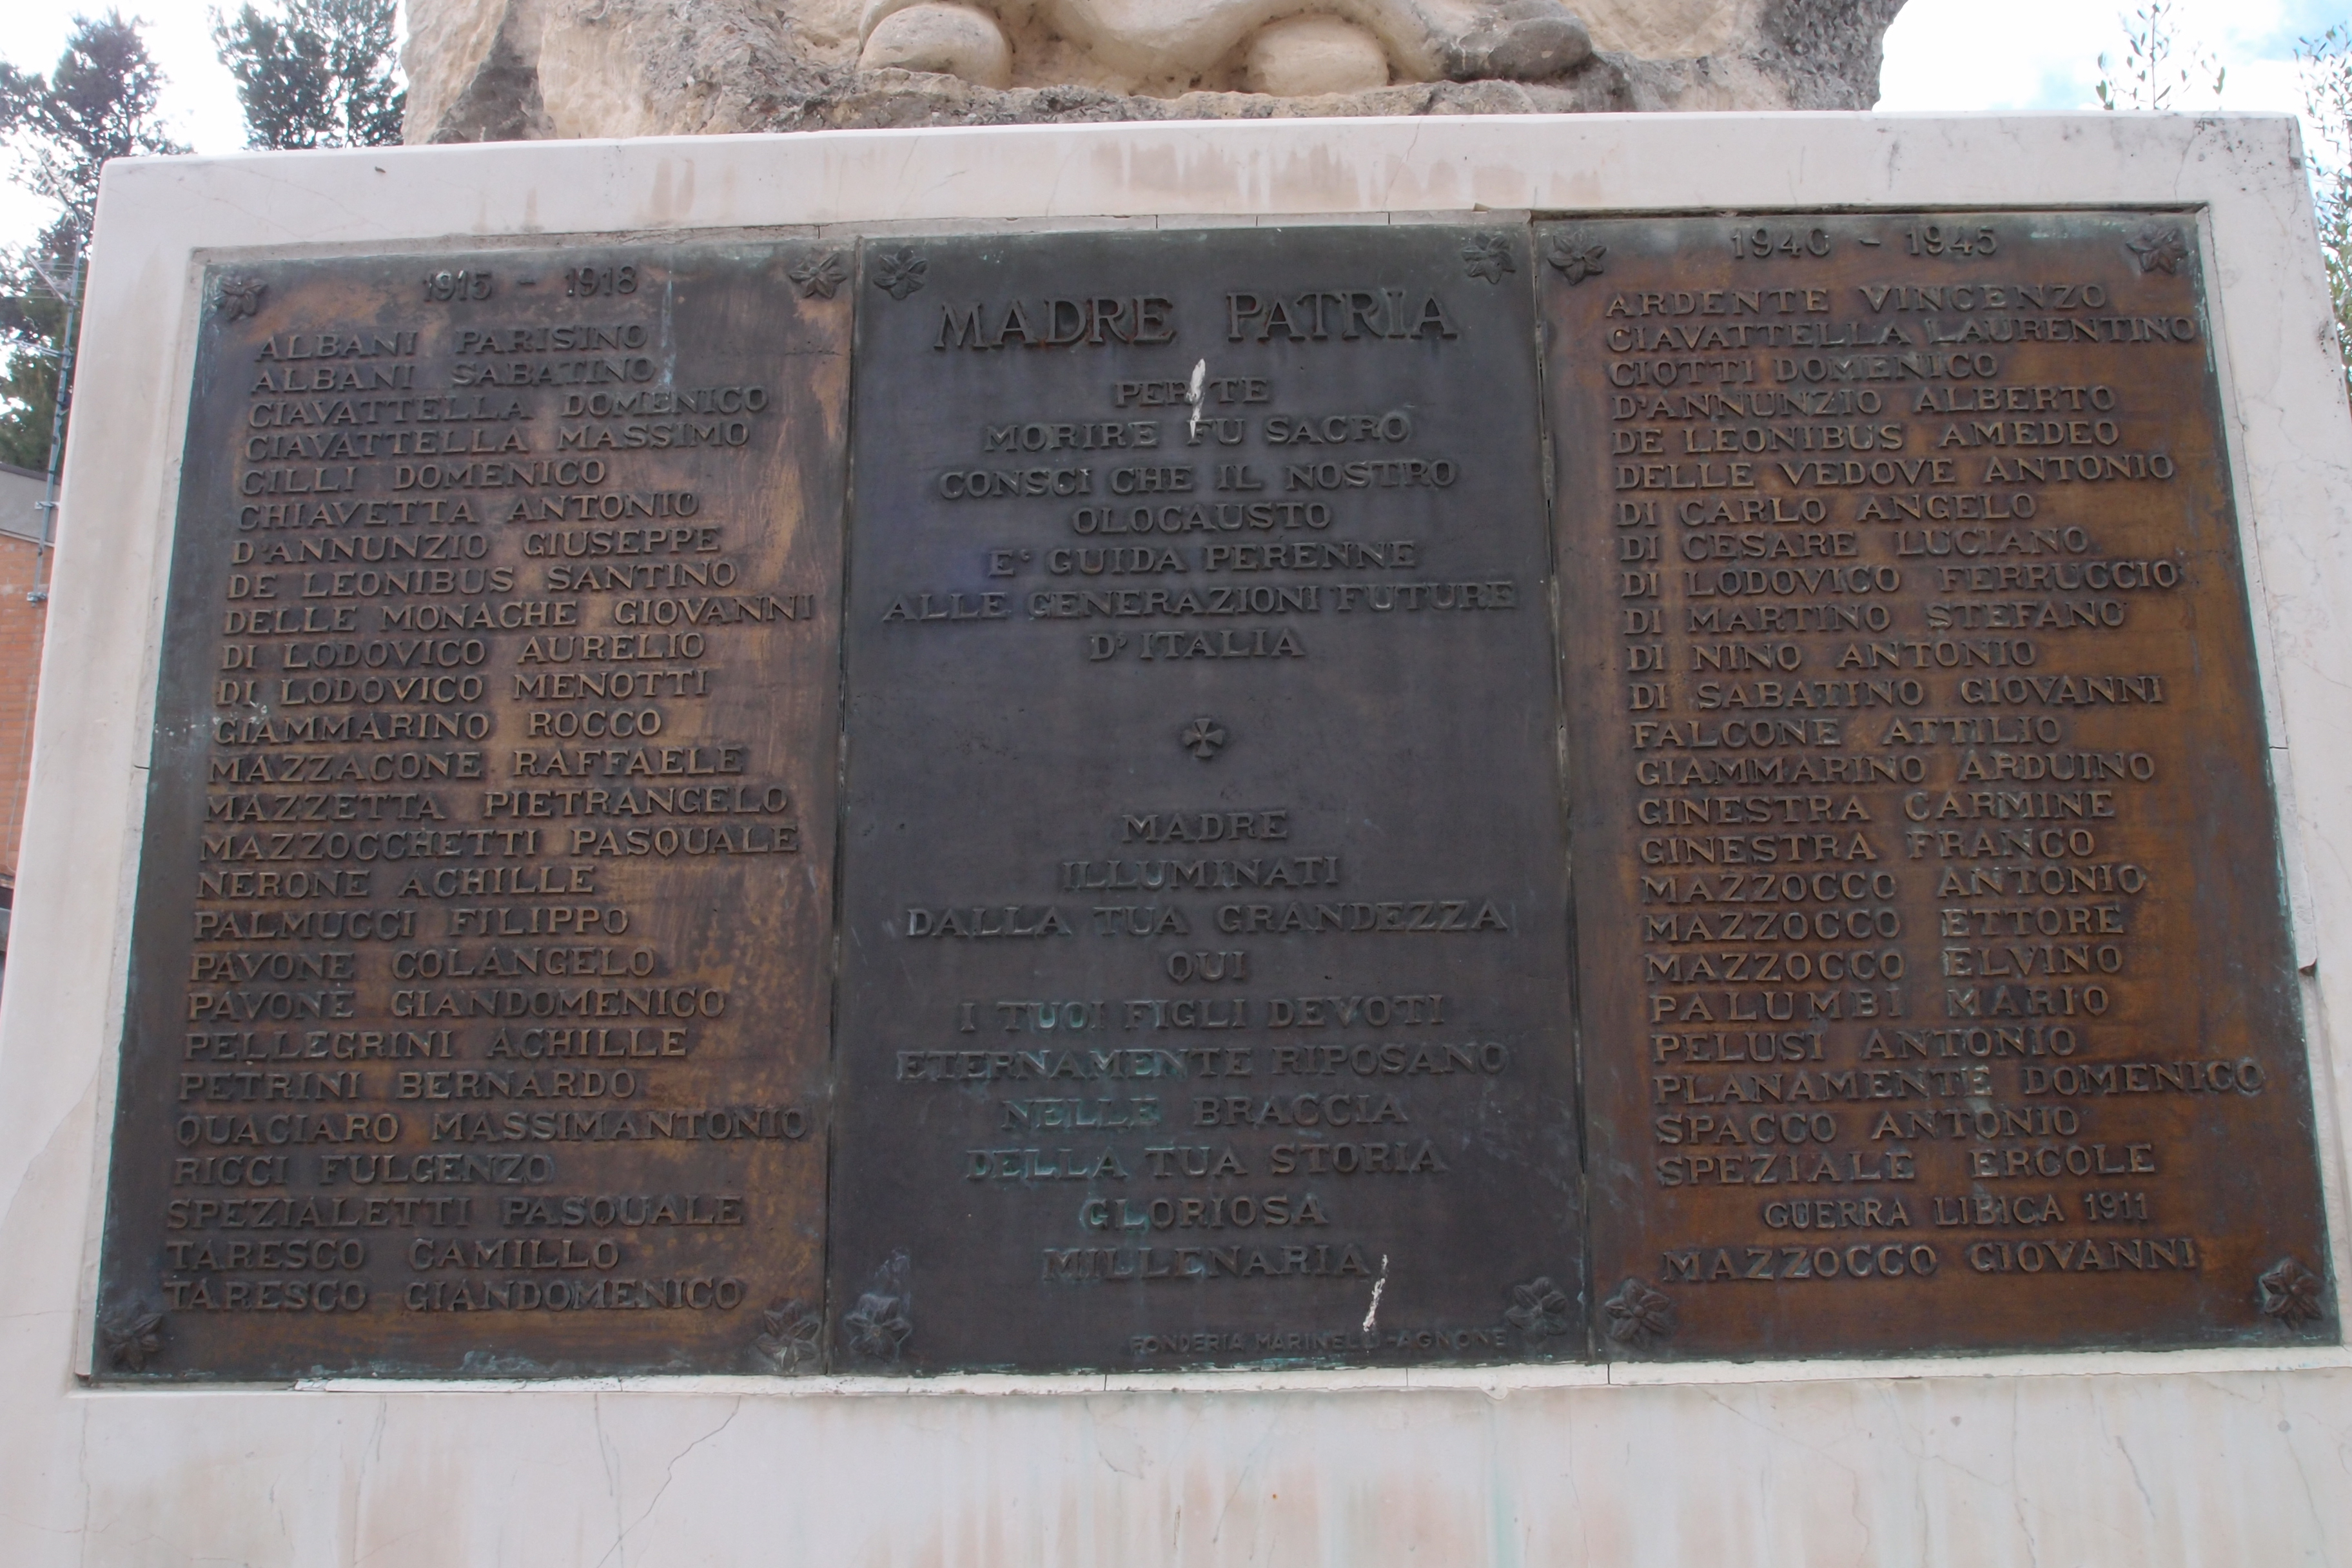 1915 - 1918
ALBANI PARISINO
ALBANI SABATINO
CIAVATTELLA DOMENICO
CIAVATTELLA MASSIMO
CILLI DOMENICO
CHIAVETTA ANTONIO
D'ANNUNZIO GIUSEPPE
DE LEONIBUS SANTINO
DELLE MONACHE GIOVANNI
DI LODOVICO AURELIO
DI LODOVICO MENOTTI
GIAMMARINO ROCCO
MAZZACONE RAFFAELE
MAZZETTA PIETRANGELO
MAZZOCCHETTI PASQUALE
NERONE ACHILLE
PALMUCCI FILIPPO
PAVONE COLANGELO
PAVONE GIANDOMENICO
PELLEGRINI ACHILLE
PETRINI BERNARDO
QUACIARO MASSIMANTONIO
RICCI FULGENZO
SPEZIALETTI PASQUALE
TARESCO CAMILLO
TARESCO GIANDOMENICO
MADRE PATRIA
PER TE
MORIRE FU SACRO
CONSCI CHE IL NOSTRO
OLOCAUSTO
E' GUIDA PERENNE
ALLE GENERAZIONI FUTURE
D'ITALIA
MADRE
ILLUMINATI
DALLA TUA GRANDEZZA
QUI
I TUOI FIGLI DEVOTI
ETERNAMENTE RIPOSANO
NELLE BRACCIA
DELLA TUA STORIA
GLORIOSA
MILLENARIA
FONDERIA MARINELLI-AGNONE
1940 - 1945
ARDENTE VINCENZO
CIAVATTELLA LAURENTINO
CIOTTI DOMENICO
D'ANNUNZIO ALBERTO
DE LEONIBUS AMEDEO
DELLE VEDOVE ANTONIO
DI CARLO ANGELO
DI CESARE LUCIANO
DI LODOVICO FERRUCCIO
DI MARTINO STEFANO
DI NINO ANTONIO
DI SABATINO GIOVANNI
FALCONE ATTILIO
GIAMMARINO ARDUINO
GINESTRA CARMINE
GINESTRA FRANCO
MAZZOCCO ANTONIO
MAZZOCCO ETTORE
MAZZOCCO ELVINO
PALUMBI MARIO
PELUSI ANTONIO
PLANAMENTE DOMENICO
SPACCO ANTONIO
SPEZIALE ERCOLE
GUERRA LIBICA 1911
MAZZOCCO GIOVANNI